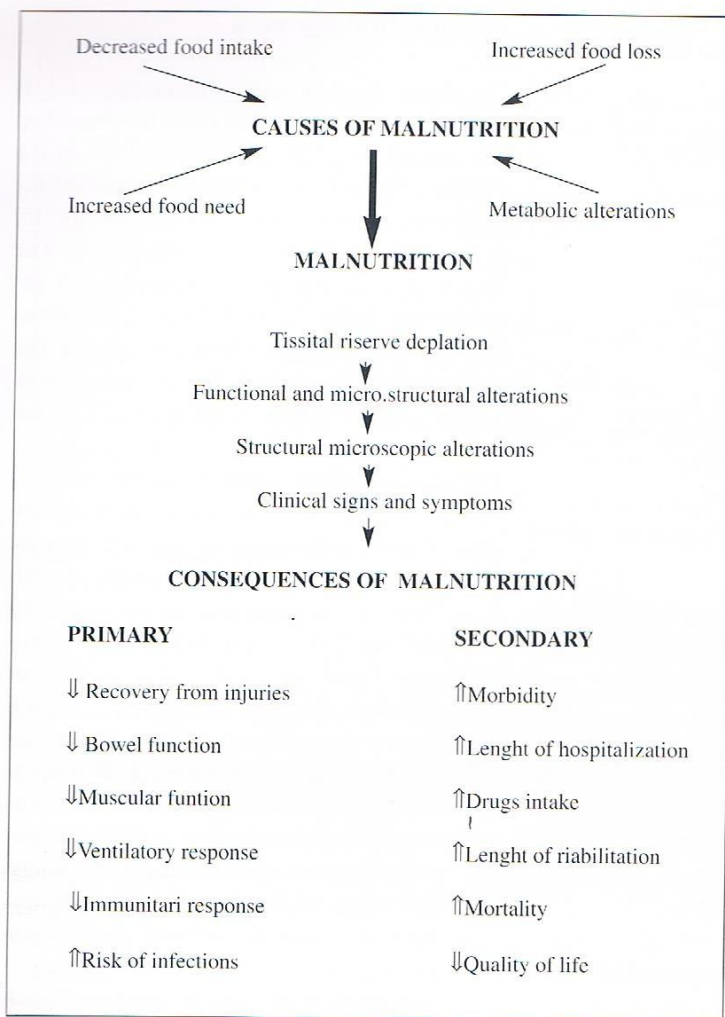 Decreased food intake
Increased food loss
CAUSES OF MALNUTRITION
Increased food need
Metabolic alterations
MALNUTRITION
Tissital riserve deplation
Functional and micro.structural alterations
Structural microscopic alterations
Clinical signs and symptoms
CONSEQUENCES OF MALNUTRITION
PRIMARY
⇓ Recovery from injuries
⇓ Bowel function
⇓Muscular funtion
⇓Ventilatory response
⇓Immunitari response
⇑Risk of infections
SECONDARY
⇑Morbidity
⇑Lenght of hospitalization
⇑Drugs intake
⇑Lenght of riabilitation
⇑Mortality
⇓Quality of life